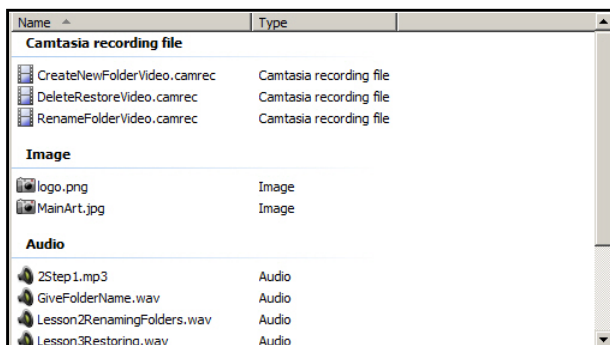 Name Type
Camtasia recording file
CreateNewFolderVideo.camrec Camtasia recording file
DeleteRestoreVideo.camrec Camtasia recording file
RenameFolderVideo.camrec Camtasia recording file
Image
logo.png Image
MainArt.jpg Image
Audio
2Step1.mp3 Audio
GiveFolderName.wav Audio
Lesson2RenamingFolders.wav Audio
Lesson3Restoring.wav Audio